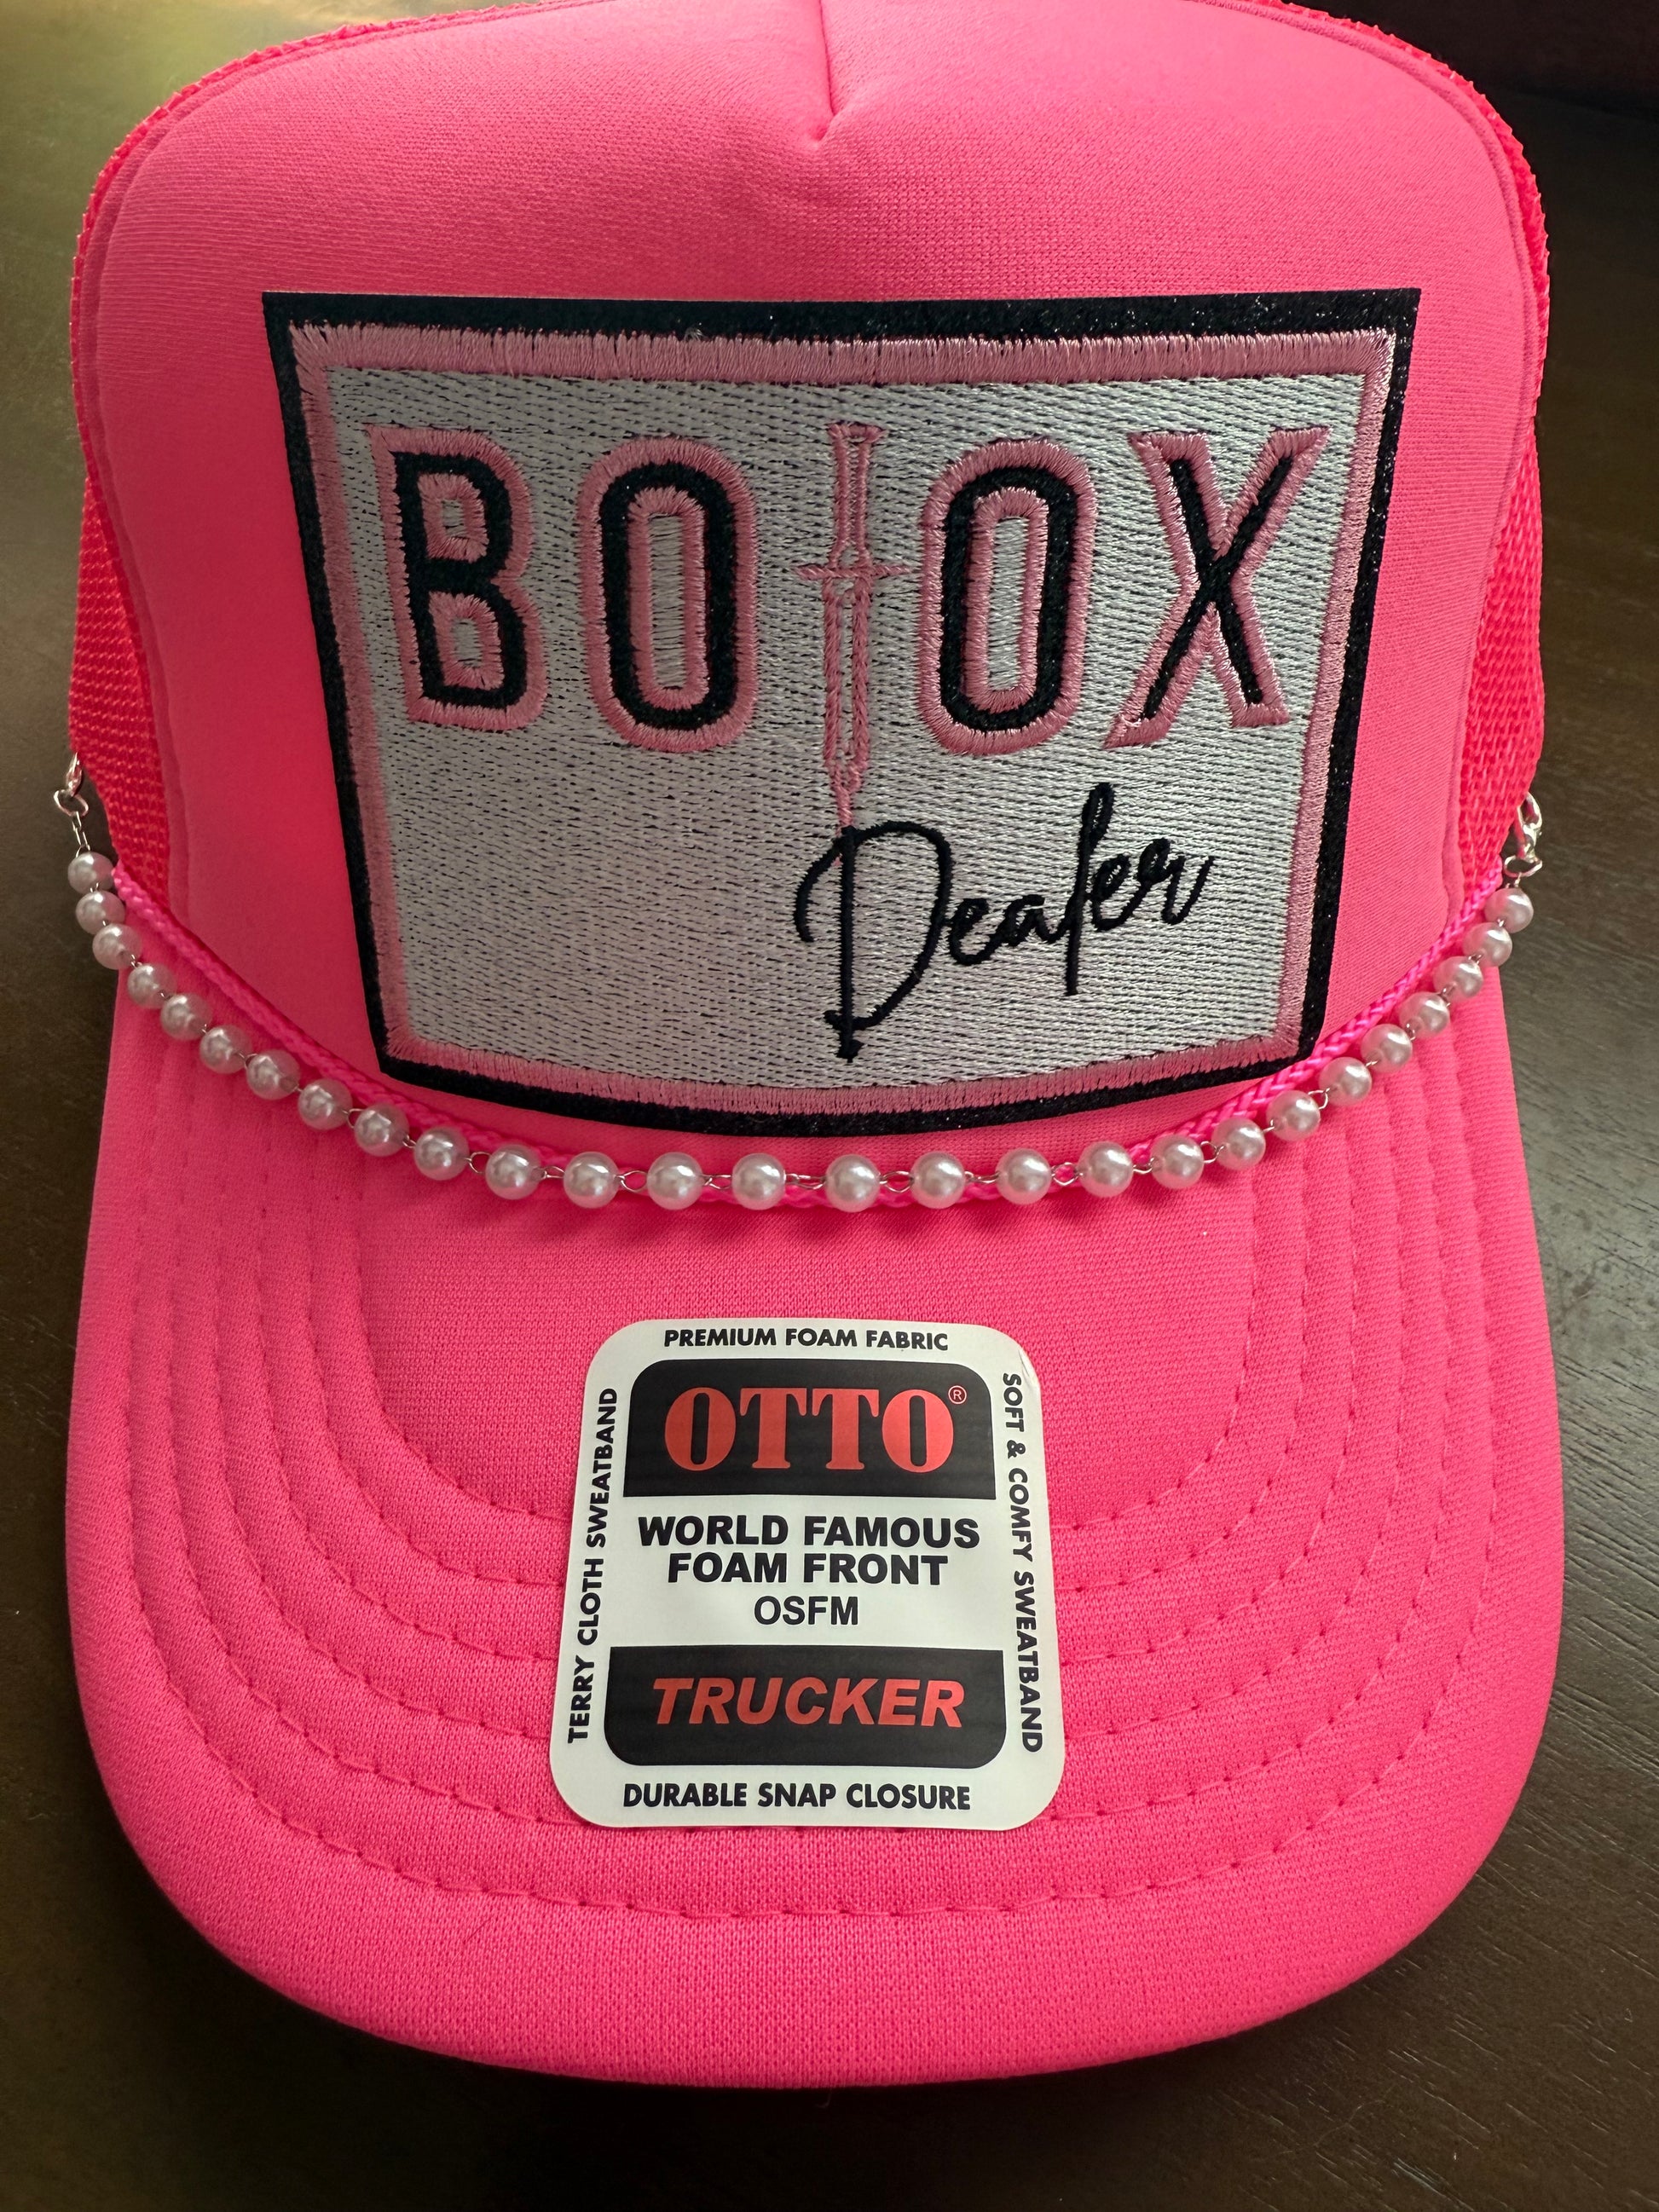 BOTOX
Dealer
PREMIUM FOAM FABRIC
OTTO®
TERRY CLOTH SWEATBAND
SOFT & COMFY SWEATBAND
WORLD FAMOUS
FOAM FRONT
OSFM
TRUCKER
DURABLE SNAP CLOSURE